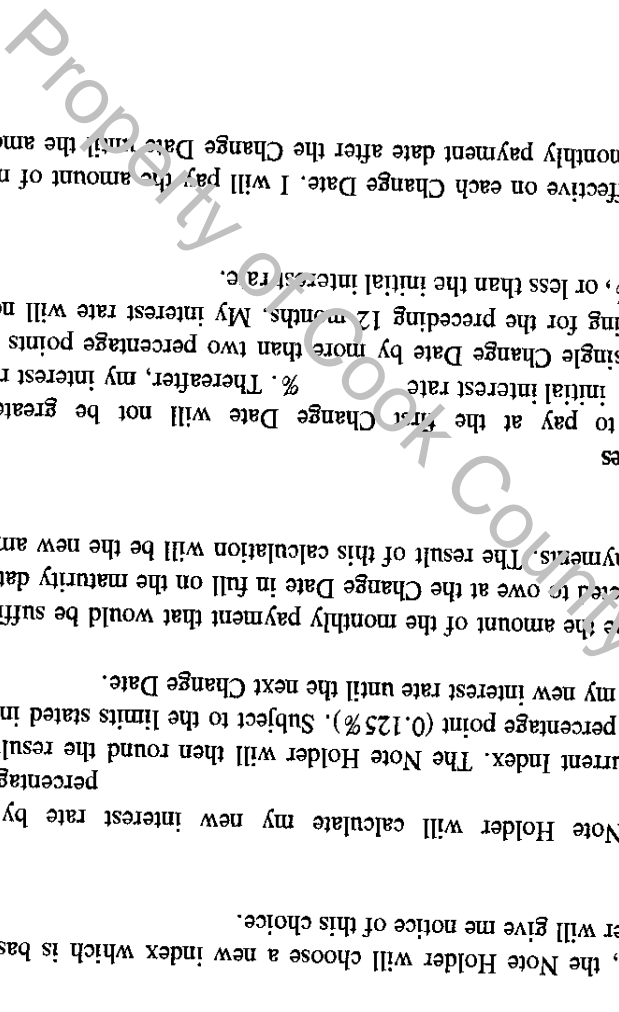 , the Note Holder will choose a new index which is bas
er will give me notice of this choice.
Note Holder will calculate my new interest rate by
percentag
urrent Index. The Note Holder will then round the resul
percentage point (0.125%). Subject to the limits stated in
my new interest rate until the next Change Date.
the amount of the monthly payment that would be suffi
to owe at the Change Date in full on the maturity dat
ayments. The result of this calculation will be the new am
es
to pay at the first Change Date will not be greate
initial interest rate %. Thereafter, my interest r
single Change Date by more than two percentage points
ing for the preceding 12 months. My interest rate will n
%, or less than the initial interest rate.
ffective on each Change Date. I will pay the amount of n
monthly payment date after the Change Date until the amo
Property of Cook County